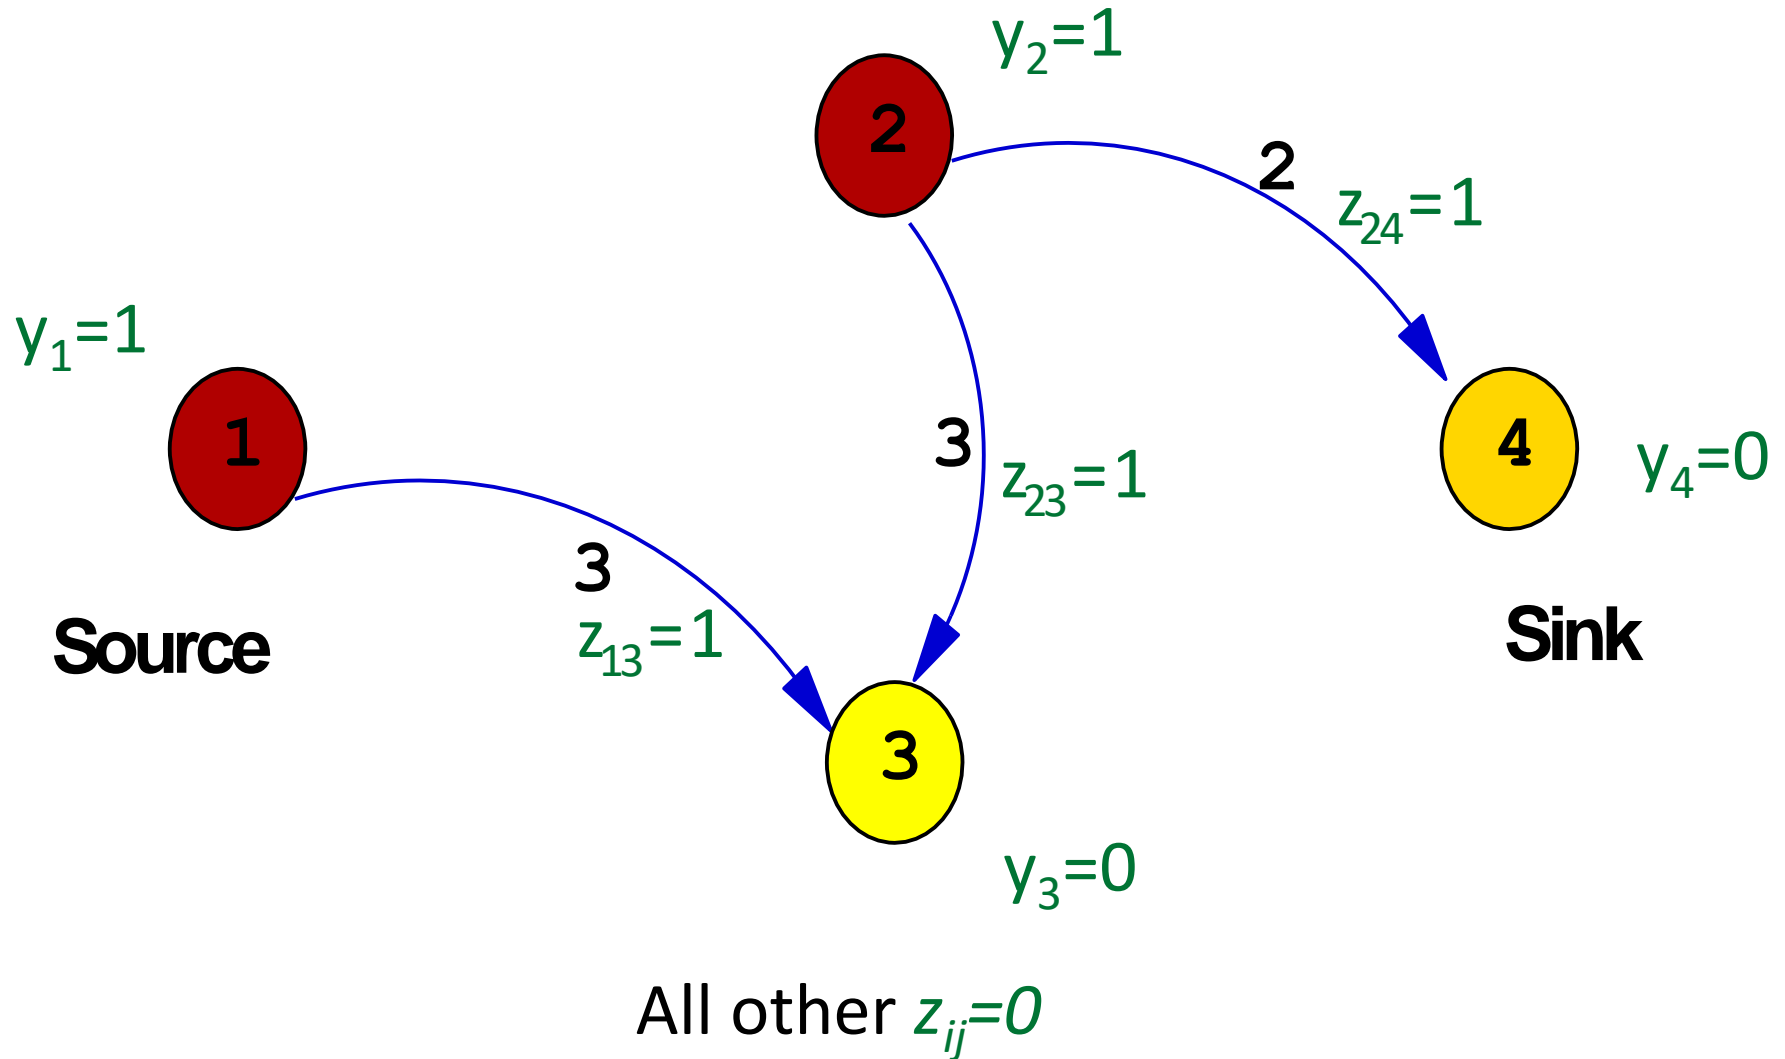 y₂=1
2
2
z₂₄=1
y₁=1
1
3
z₂₃=1
4
y₄=0
3
z₁₃=1
Source
Sink
3
y₃=0
All other zᵢⱼ=0